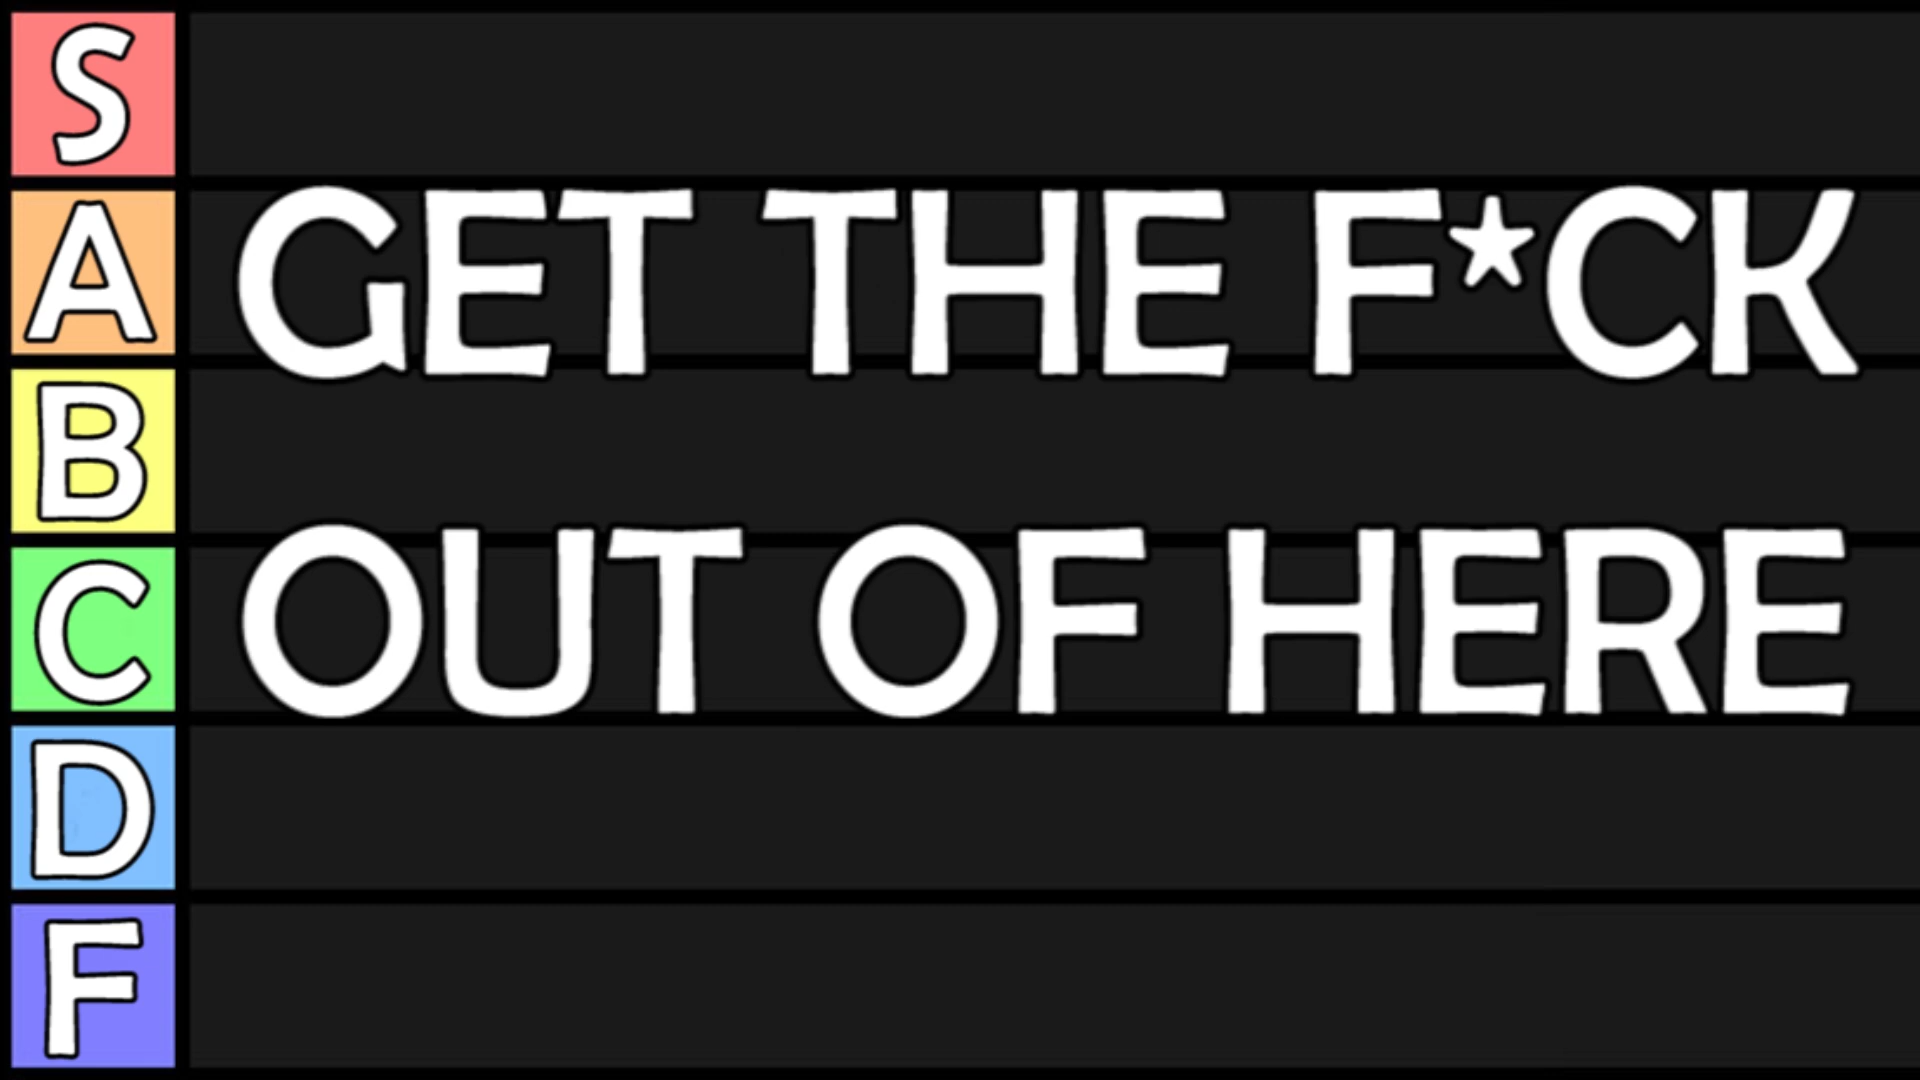 S
A
GET THE F*CK
B
C
OUT OF HERE
D
F